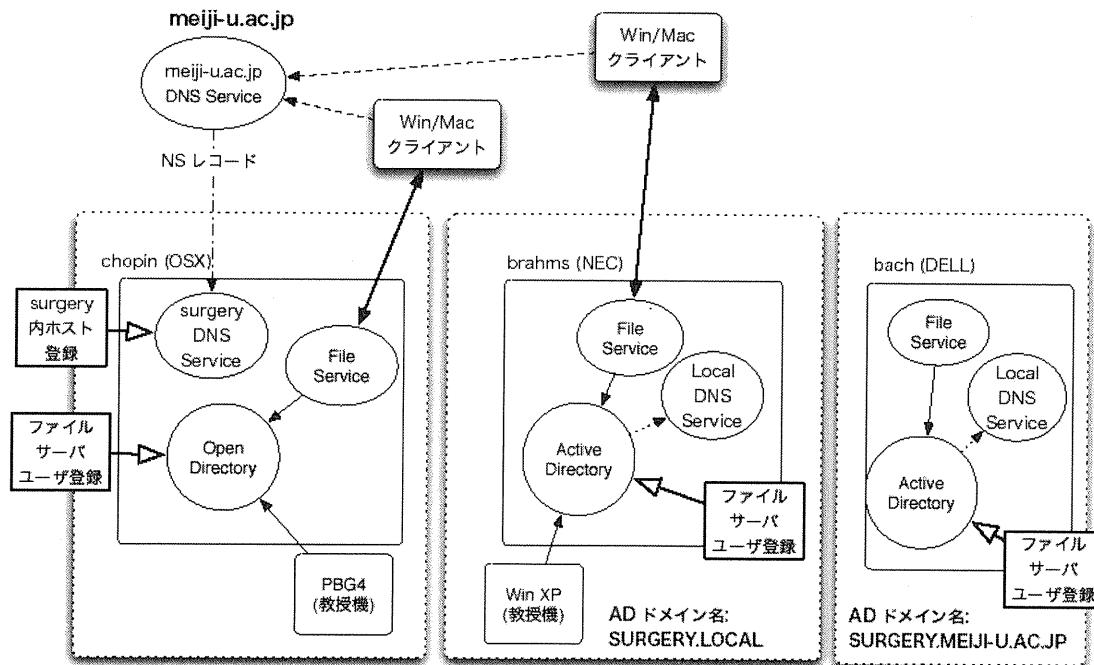 meiji-u.ac.jp
meiji-u.ac.jp
DNS Service
Win/Mac
クライアント
Win/Mac
クライアント
NS レコード
chopin (OSX)
surgery
内ホスト
登録
surgery
DNS
Service
File
Service
ファイル
サーバ
ユーザ登録
Open
Directory
PBG4
(教授機)
brahms (NEC)
File
Service
Local
DNS
Service
Active
Directory
ファイル
サーバ
ユーザ登録
Win XP
(教授機)
AD ドメイン名:
SURGERY.LOCAL
bach (DELL)
File
Service
Local
DNS
Service
Active
Directory
ファイル
サーバ
ユーザ登録
AD ドメイン名:
SURGERY.MEIJI-U.AC.JP